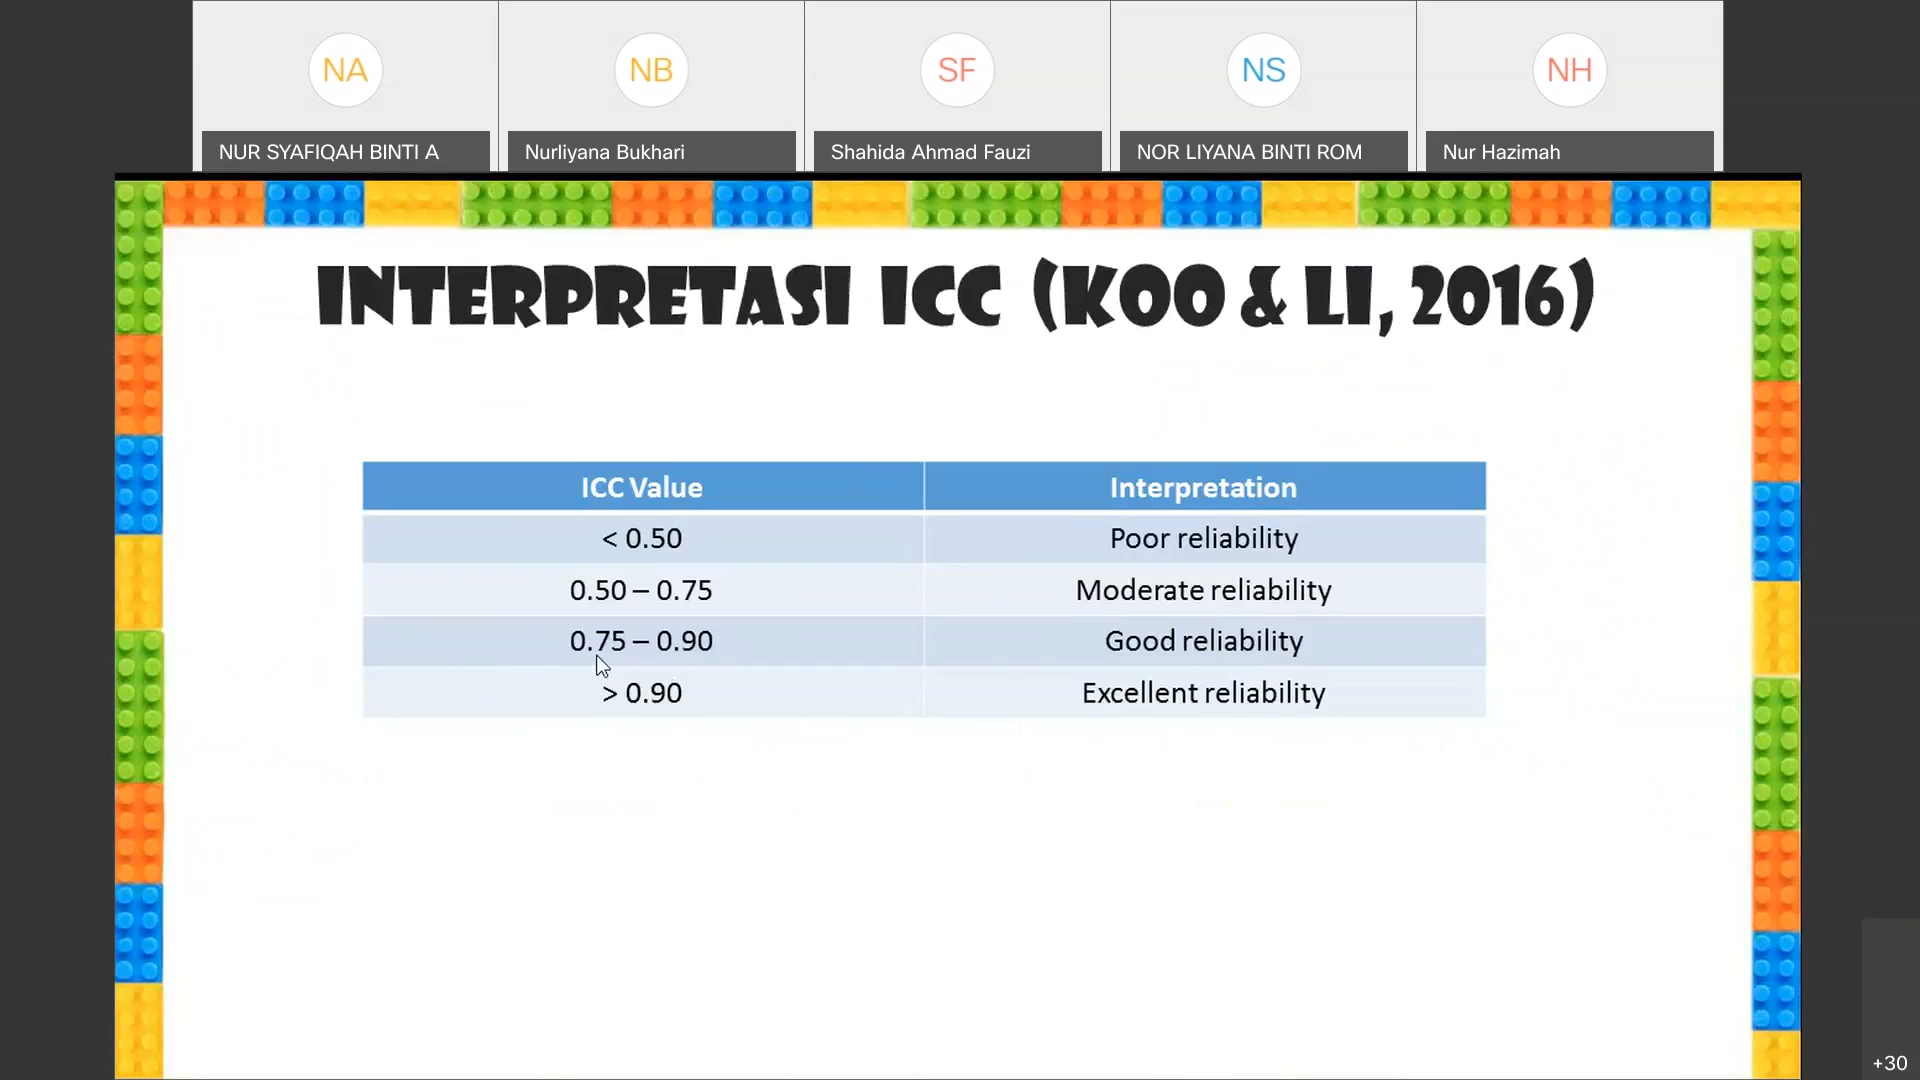 NA
NB
SF
NS
NH
NUR SYAFIQAH BINTI A
Nurliyana Bukhari
Shahida Ahmad Fauzi
NOR LIYANA BINTI ROM
Nur Hazimah
INTERPRETASI ICC (KOO & LI, 2016)
ICC Value Interpretation
< 0.50 Poor reliability
0.50 – 0.75 Moderate reliability
0.75 – 0.90 Good reliability
> 0.90 Excellent reliability
+30